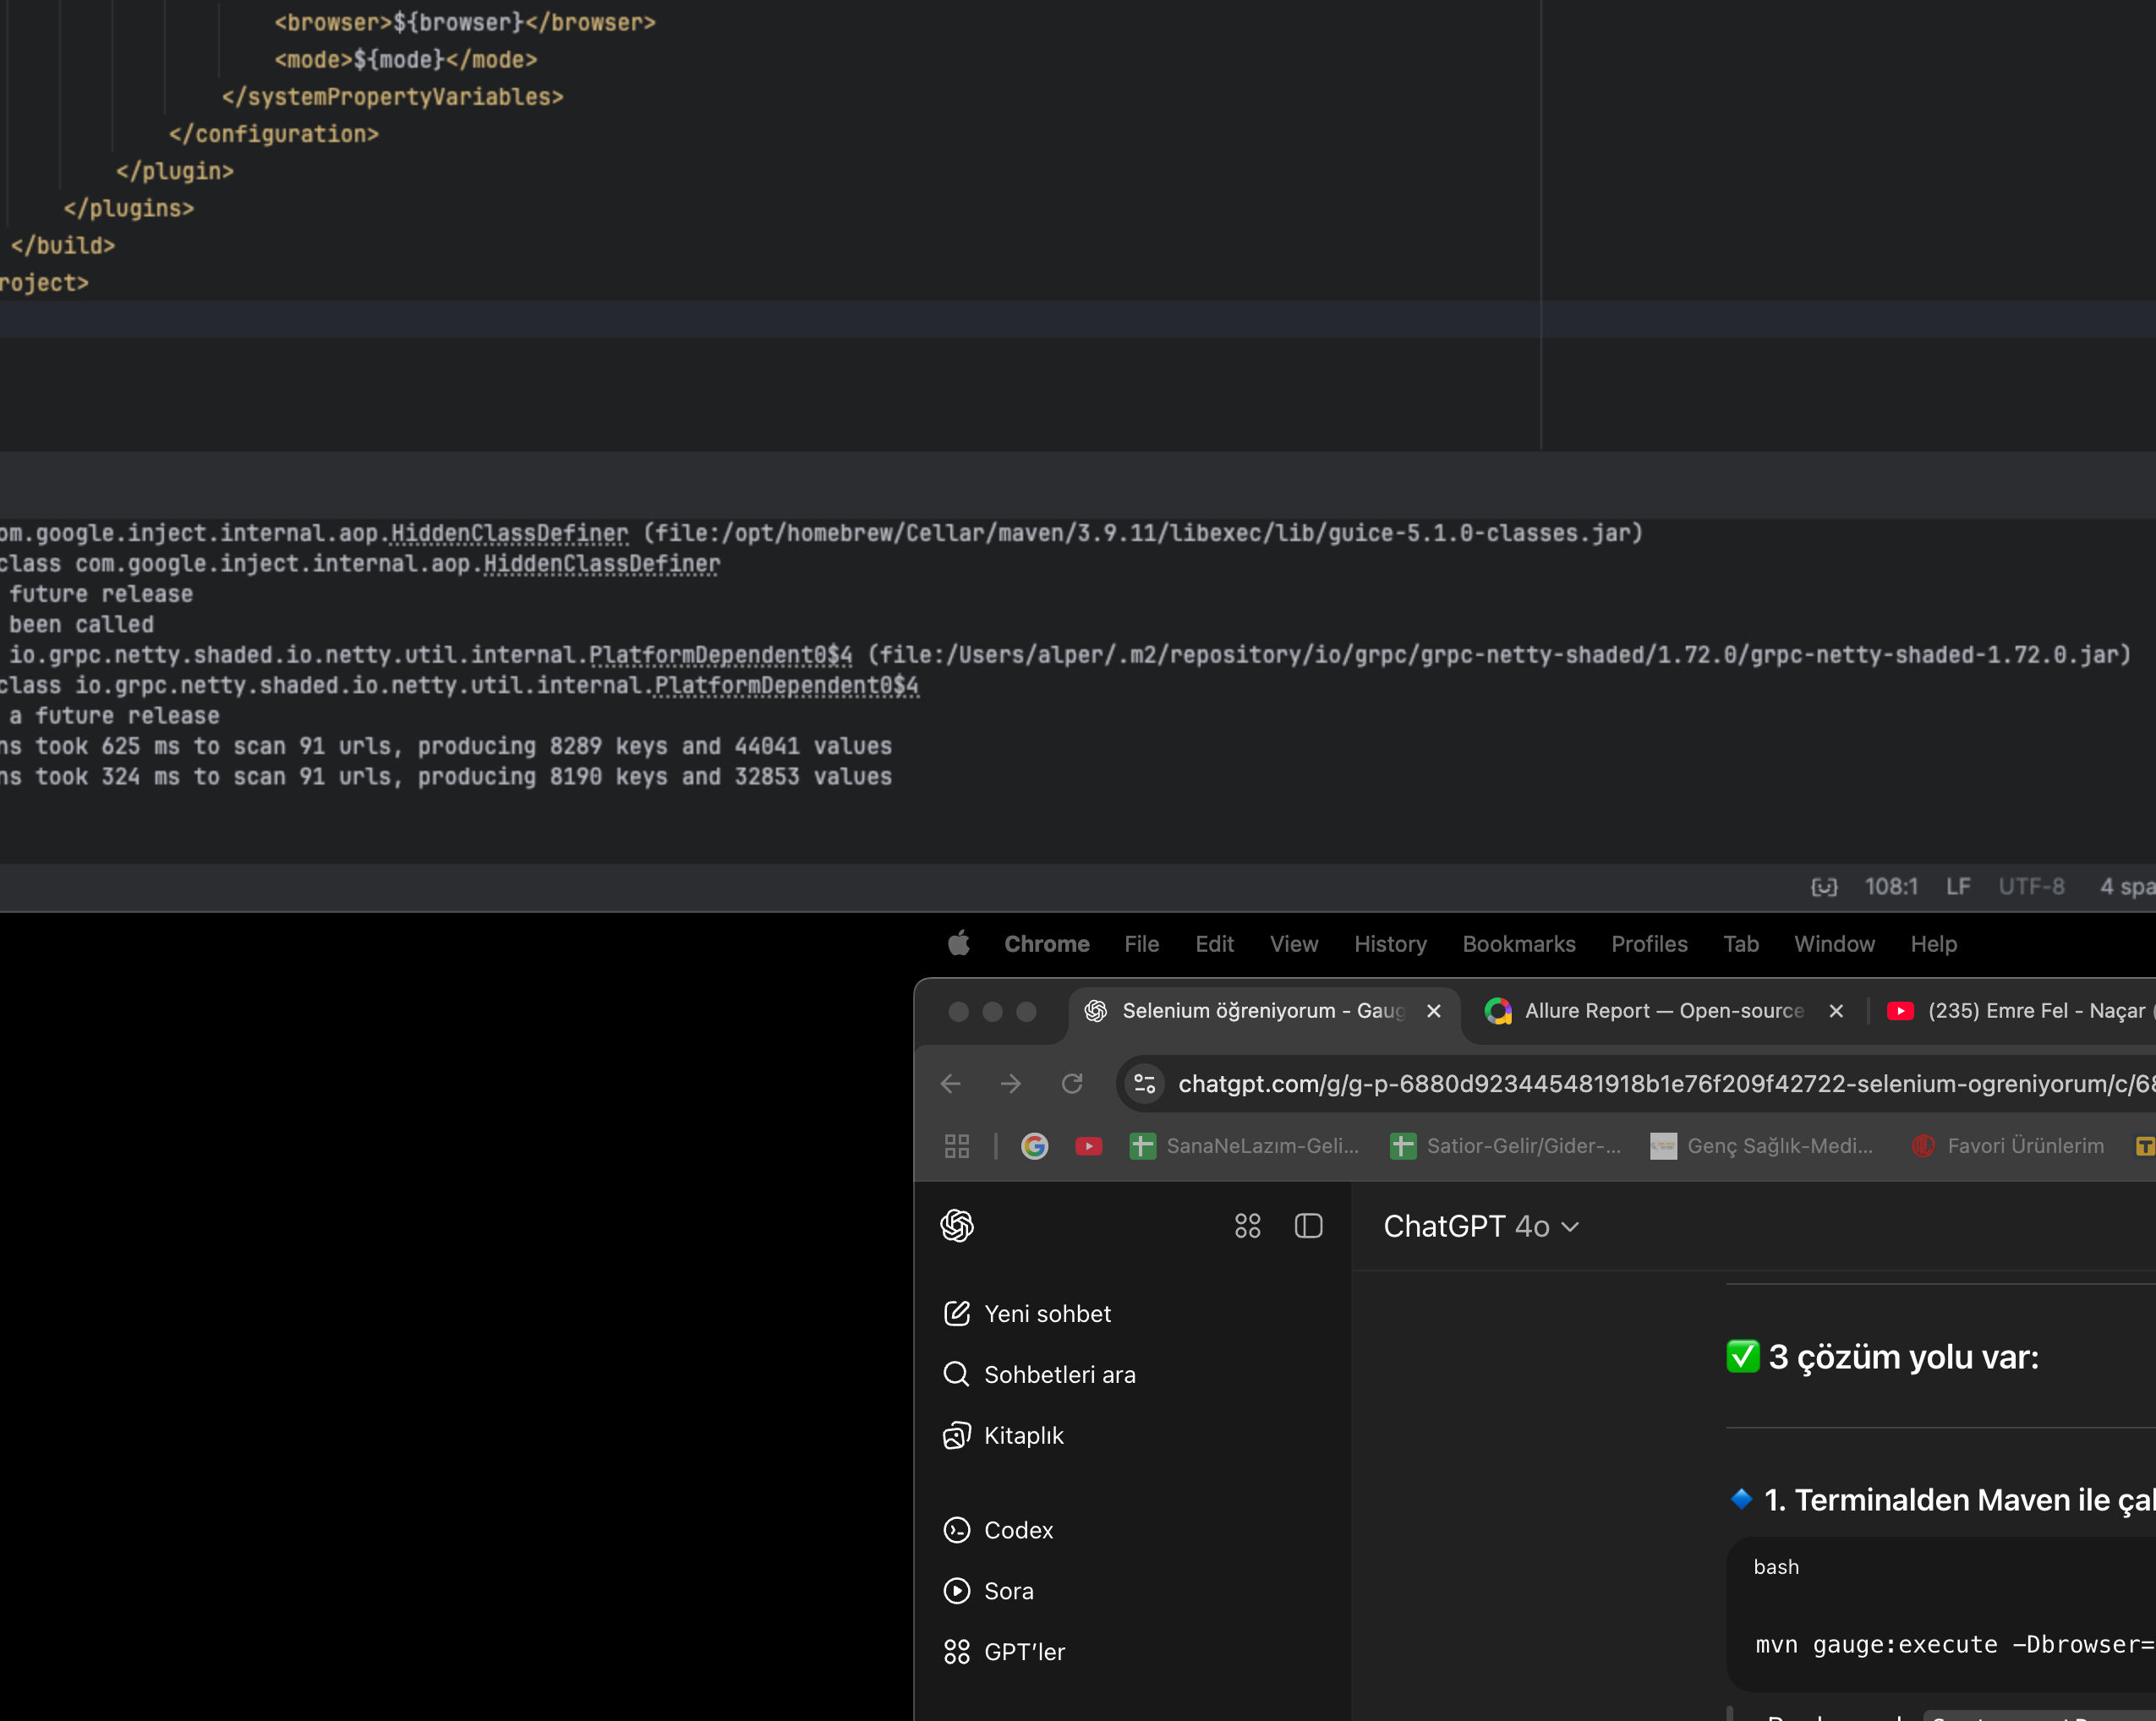 <browser>${browser}</browser>
<mode>${mode}</mode>
</systemPropertyVariables>
</configuration>
</plugin>
</plugins>
</build>
roject>
om.google.inject.internal.aop.HiddenClassDefiner (file:/opt/homebrew/Cellar/maven/3.9.11/libexec/lib/guice-5.1.0-classes.jar)
class com.google.inject.internal.aop.HiddenClassDefiner
future release
been called
io.grpc.netty.shaded.io.netty.util.internal.PlatformDependent0$4 (file:/Users/alper/.m2/repository/io/grpc/grpc-netty-shaded/1.72.0/grpc-netty-shaded-1.72.0.jar)
class io.grpc.netty.shaded.io.netty.util.internal.PlatformDependent0$4
a future release
ns took 625 ms to scan 91 urls, producing 8289 keys and 44041 values
ns took 324 ms to scan 91 urls, producing 8190 keys and 32853 values
108:1 LF UTF-8 4 spa
Chrome File Edit View History Bookmarks Profiles Tab Window Help
Selenium öğreniyorum - Gaug
Allure Report — Open-source
(235) Emre Fel - Naçar (
chatgpt.com/g/g-p-6880d923445481918b1e76f209f42722-selenium-ogreniyorum/c/68
SanaNeLazım-Geli... Satior-Gelir/Gider-... Genç Sağlık-Medi... Favori Ürünlerim
ChatGPT 4o
Yeni sohbet
Sohbetleri ara
Kitaplık
Codex
Sora
GPT'ler
✅ 3 çözüm yolu var:
🔹 1. Terminalden Maven ile çal
bash
mvn gauge:execute -Dbrowser=